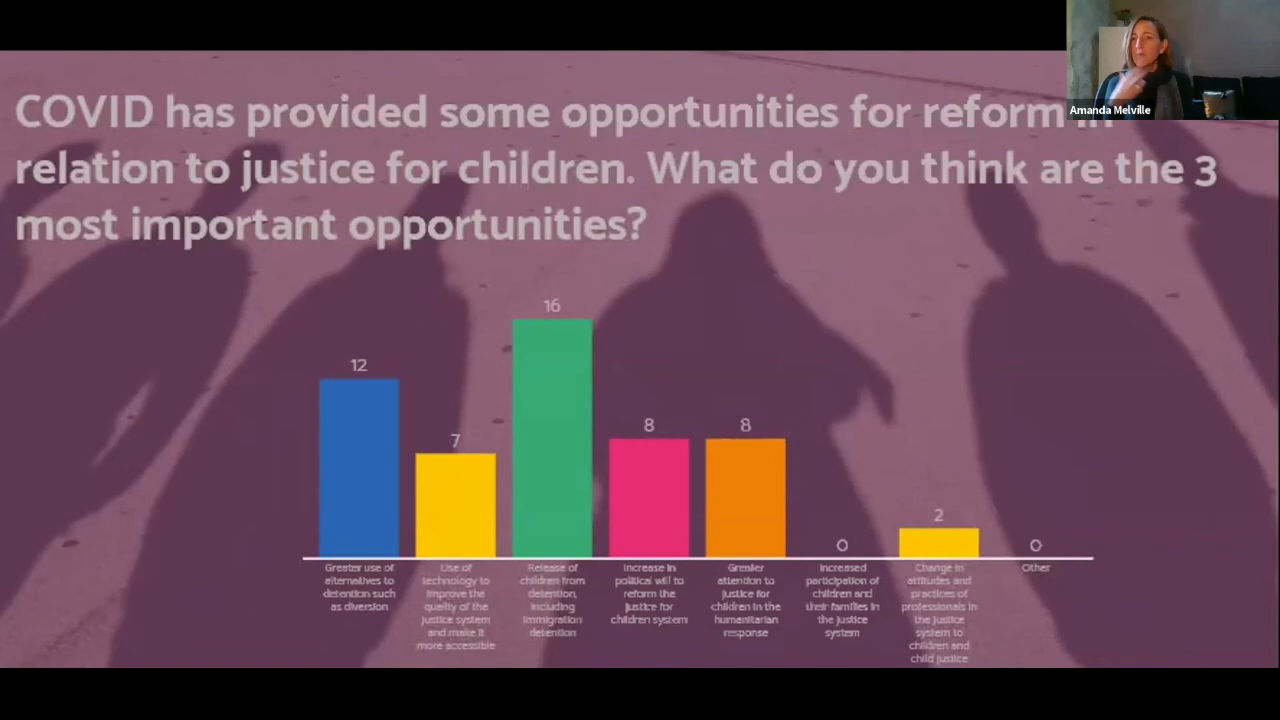 Amanda Melville
COVID has provided some opportunities for reform in
relation to justice for children. What do you think are the 3
most important opportunities?
12
7
16
8
8
0
2
0
Greater use of
alternatives to
detention such
as diversion
Use of
technology to
improve the
quality of the
justice system
and make it
more accessible
Release of
children from
detention,
including
immigration
detention
Increase in
political will to
reform the
justice for
children system
Greater
attention to
justice for
children in the
humanitarian
response
Increased
participation of
children and
their families in
the justice
system
Change in
attitudes and
practices of
professionals in
the justice
system to
children and
child justice
Other